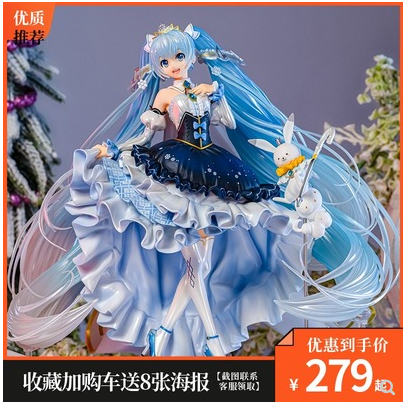 优质
推荐
优惠到手价
收藏加购车送8张海报
【截图联系
客服领取】
¥279起